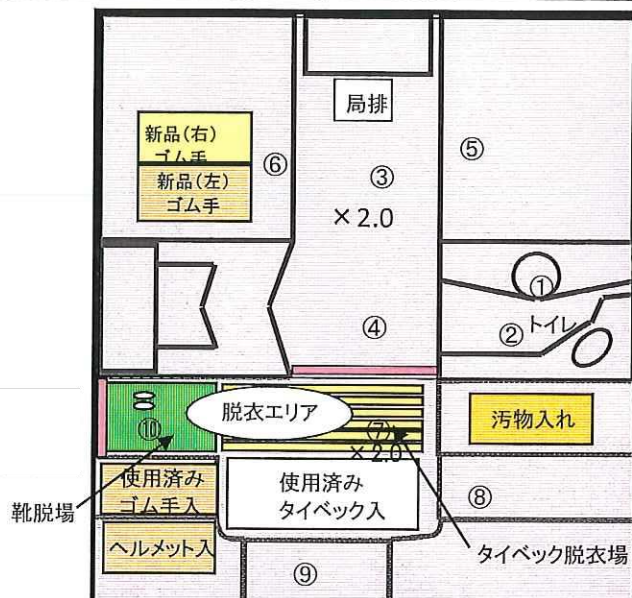 局排
新品(右)
ゴム手
新品(左)
ゴム手
⑥
③
×2.0
⑤
①
②
トイレ
④
脱衣エリア
⑩
⑦
×2.0
汚物入れ
靴脱場
使用済み
ゴム手入
使用済み
タイベック入
⑧
ヘルメット入
⑨
タイベック脱衣場